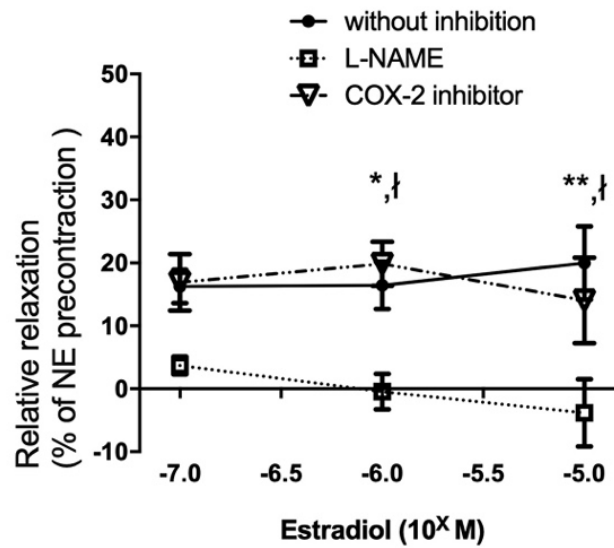 without inhibition
L-NAME
COX-2 inhibitor
Relative relaxation
(% of NE precontraction )
50
40
30
20
10
0
-10
*,ƚ
**,ƚ
-7.0 -6.5 -6.0 -5.5 -5.0
Estradiol (10^X M)